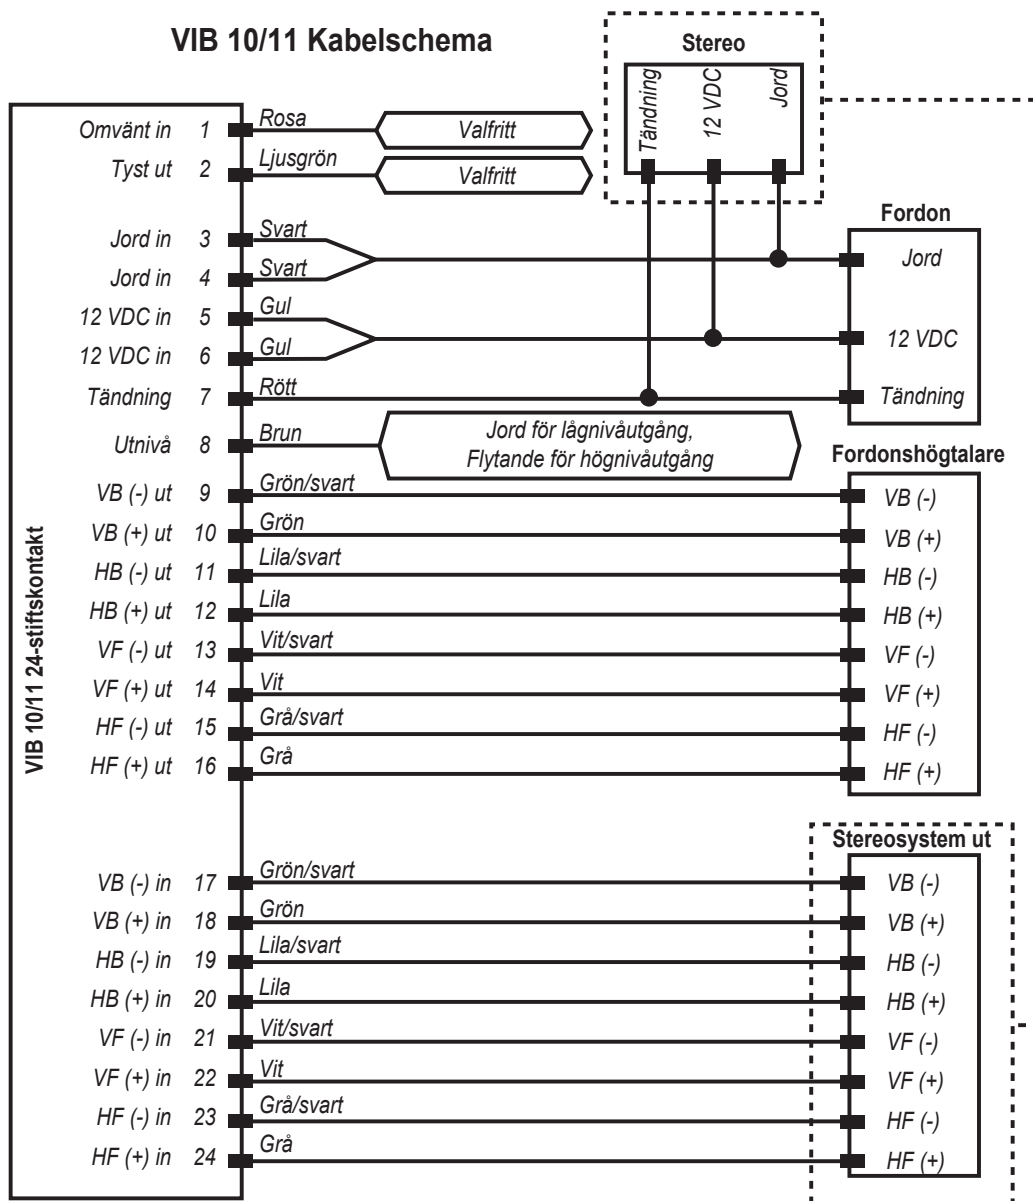 VIB 10/11 Kabelschema
Stereo
Tändning
12 VDC
Jord
VIB 10/11 24-stiftskontakt
Omvänt in 1 Rosa Valfritt
Tyst ut 2 Ljusgrön Valfritt
Fordon
Jord in 3 Svart
Jord
Jord in 4 Svart
12 VDC in 5 Gul
12 VDC
12 VDC in 6 Gul
Tändning 7 Rött Tändning
Utnivå 8 Brun
Jord för lågnivåutgång,
Flytande för högnivåutgång
Fordonshögtalare
VB (-) ut 9 Grön/svart VB (-)
VB (+) ut 10 Grön VB (+)
HB (-) ut 11 Lila/svart HB (-)
HB (+) ut 12 Lila HB (+)
VF (-) ut 13 Vit/svart VF (-)
VF (+) ut 14 Vit VF (+)
HF (-) ut 15 Grå/svart HF (-)
HF (+) ut 16 Grå HF (+)
Stereosystem ut
VB (-) in 17 Grön/svart VB (-)
VB (+) in 18 Grön VB (+)
HB (-) in 19 Lila/svart HB (-)
HB (+) in 20 Lila HB (+)
VF (-) in 21 Vit/svart VF (-)
VF (+) in 22 Vit VF (+)
HF (-) in 23 Grå/svart HF (-)
HF (+) in 24 Grå HF (+)